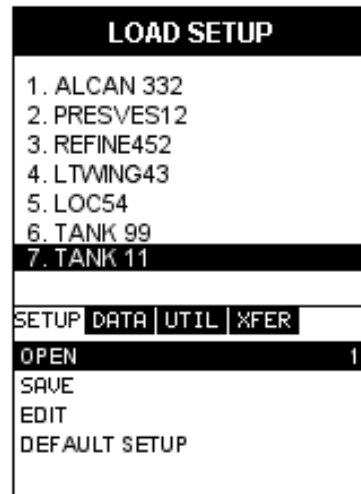 LOAD SETUP
1. ALCAN 332
2. PRESVES12
3. REFINE452
4. LTWING43
5. LOC54
6. TANK 99
7. TANK 11
SETUP DATA UTIL XFER
OPEN 1
SAVE
EDIT
DEFAULT SETUP